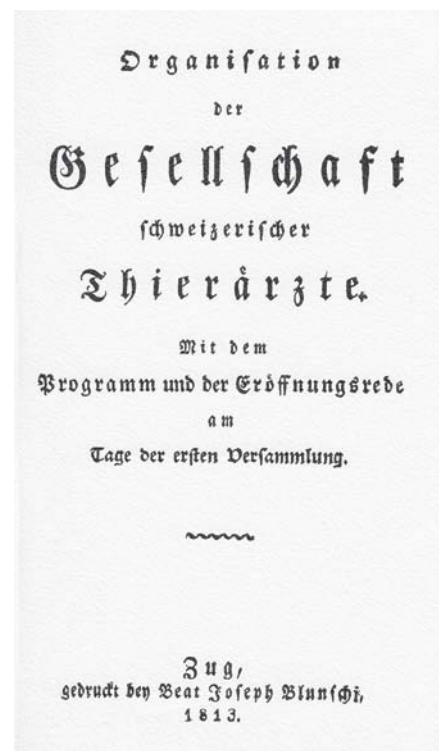 Organiſation
der
Geſellſchaft
ſchweizeriſcher
Thierårzte.
Mit dem
Programm und der Eröffnungsrede
am
Tage der erſten Verſammlung.
Zug,
gedruckt bey Beat Joſeph Blunſchi,
1813.